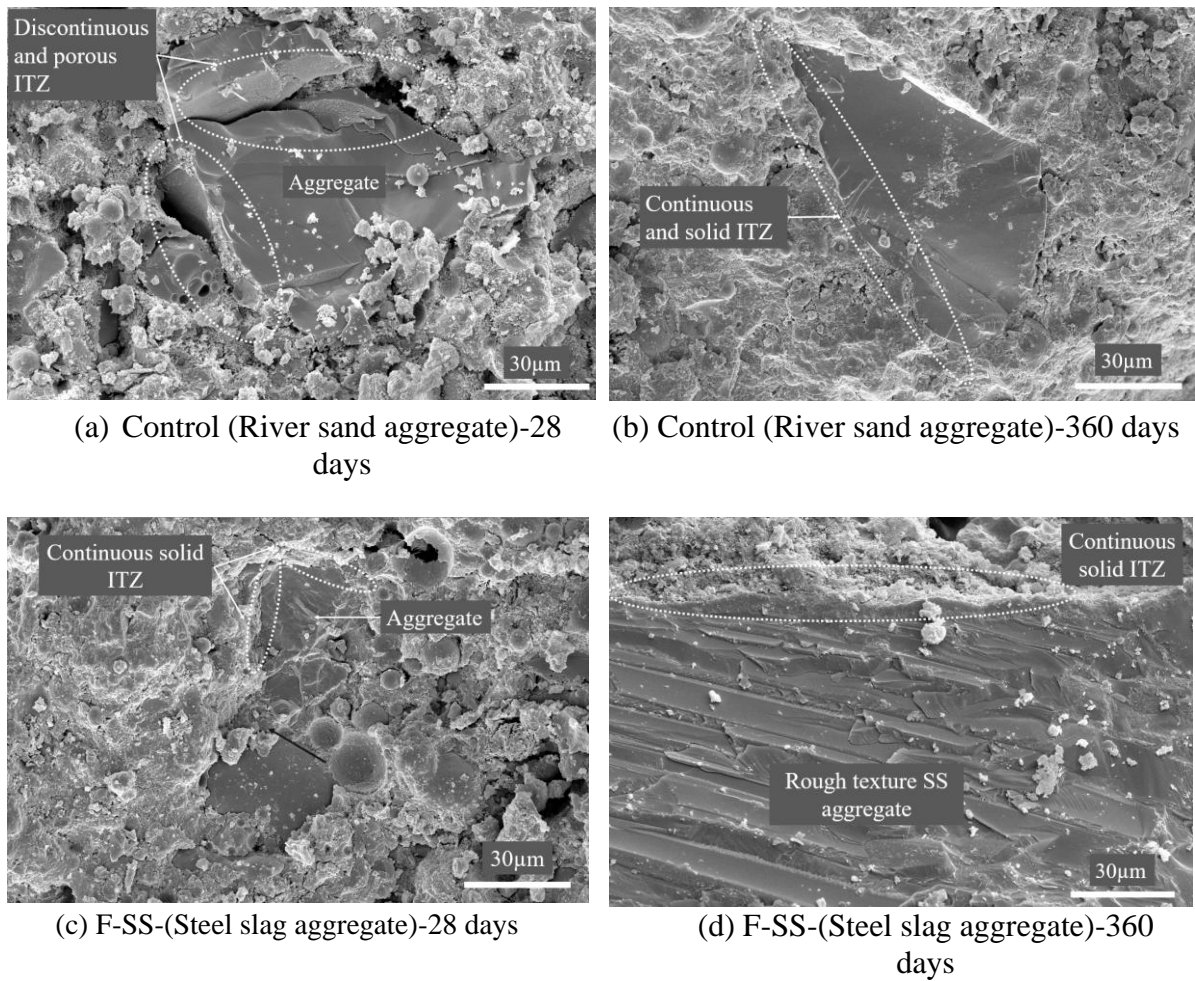 Discontinuous
and porous
ITZ
Aggregate
30µm
(a) Control (River sand aggregate)-28
days
Continuous
and solid ITZ
30µm
(b) Control (River sand aggregate)-360 days
Continuous solid
ITZ
Aggregate
30µm
(c) F-SS-(Steel slag aggregate)-28 days
Continuous
solid ITZ
Rough texture SS
aggregate
30µm
(d) F-SS-(Steel slag aggregate)-360
days